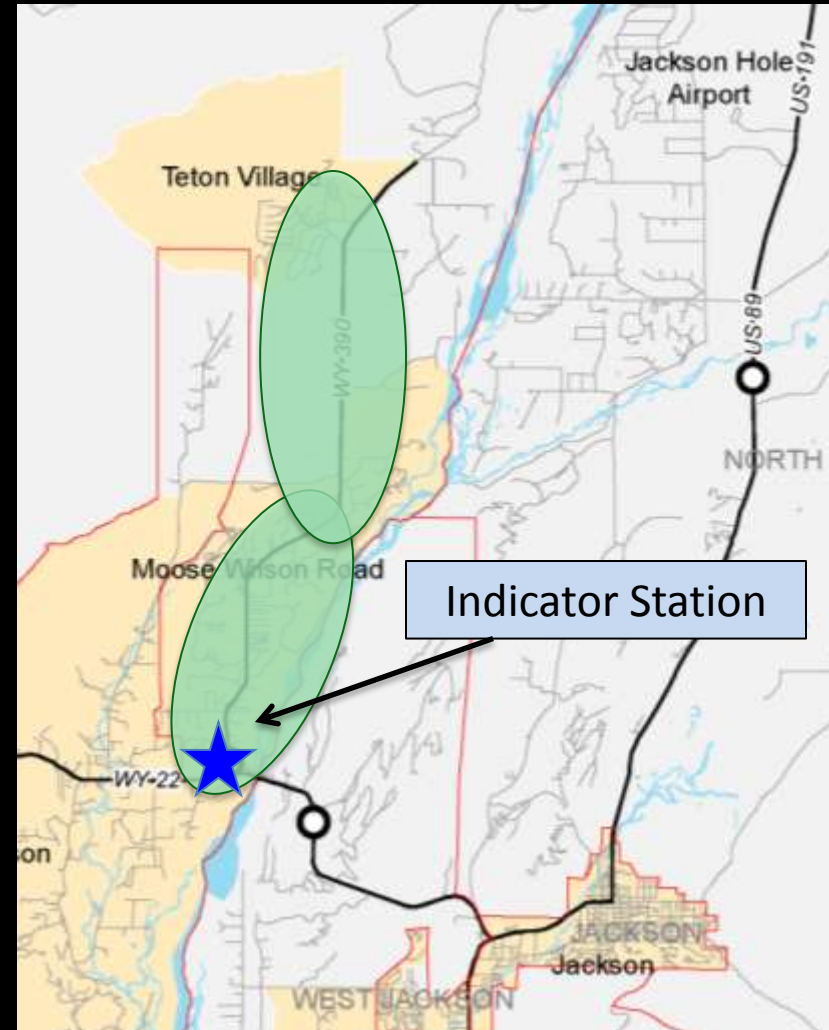 Jackson Hole
Airport
US-191
Teton Village
WY-390
US-89
NORTH
Moose Wilson Road
Indicator Station
WY-22
son
JACKSON
Jackson
WEST JACKSON